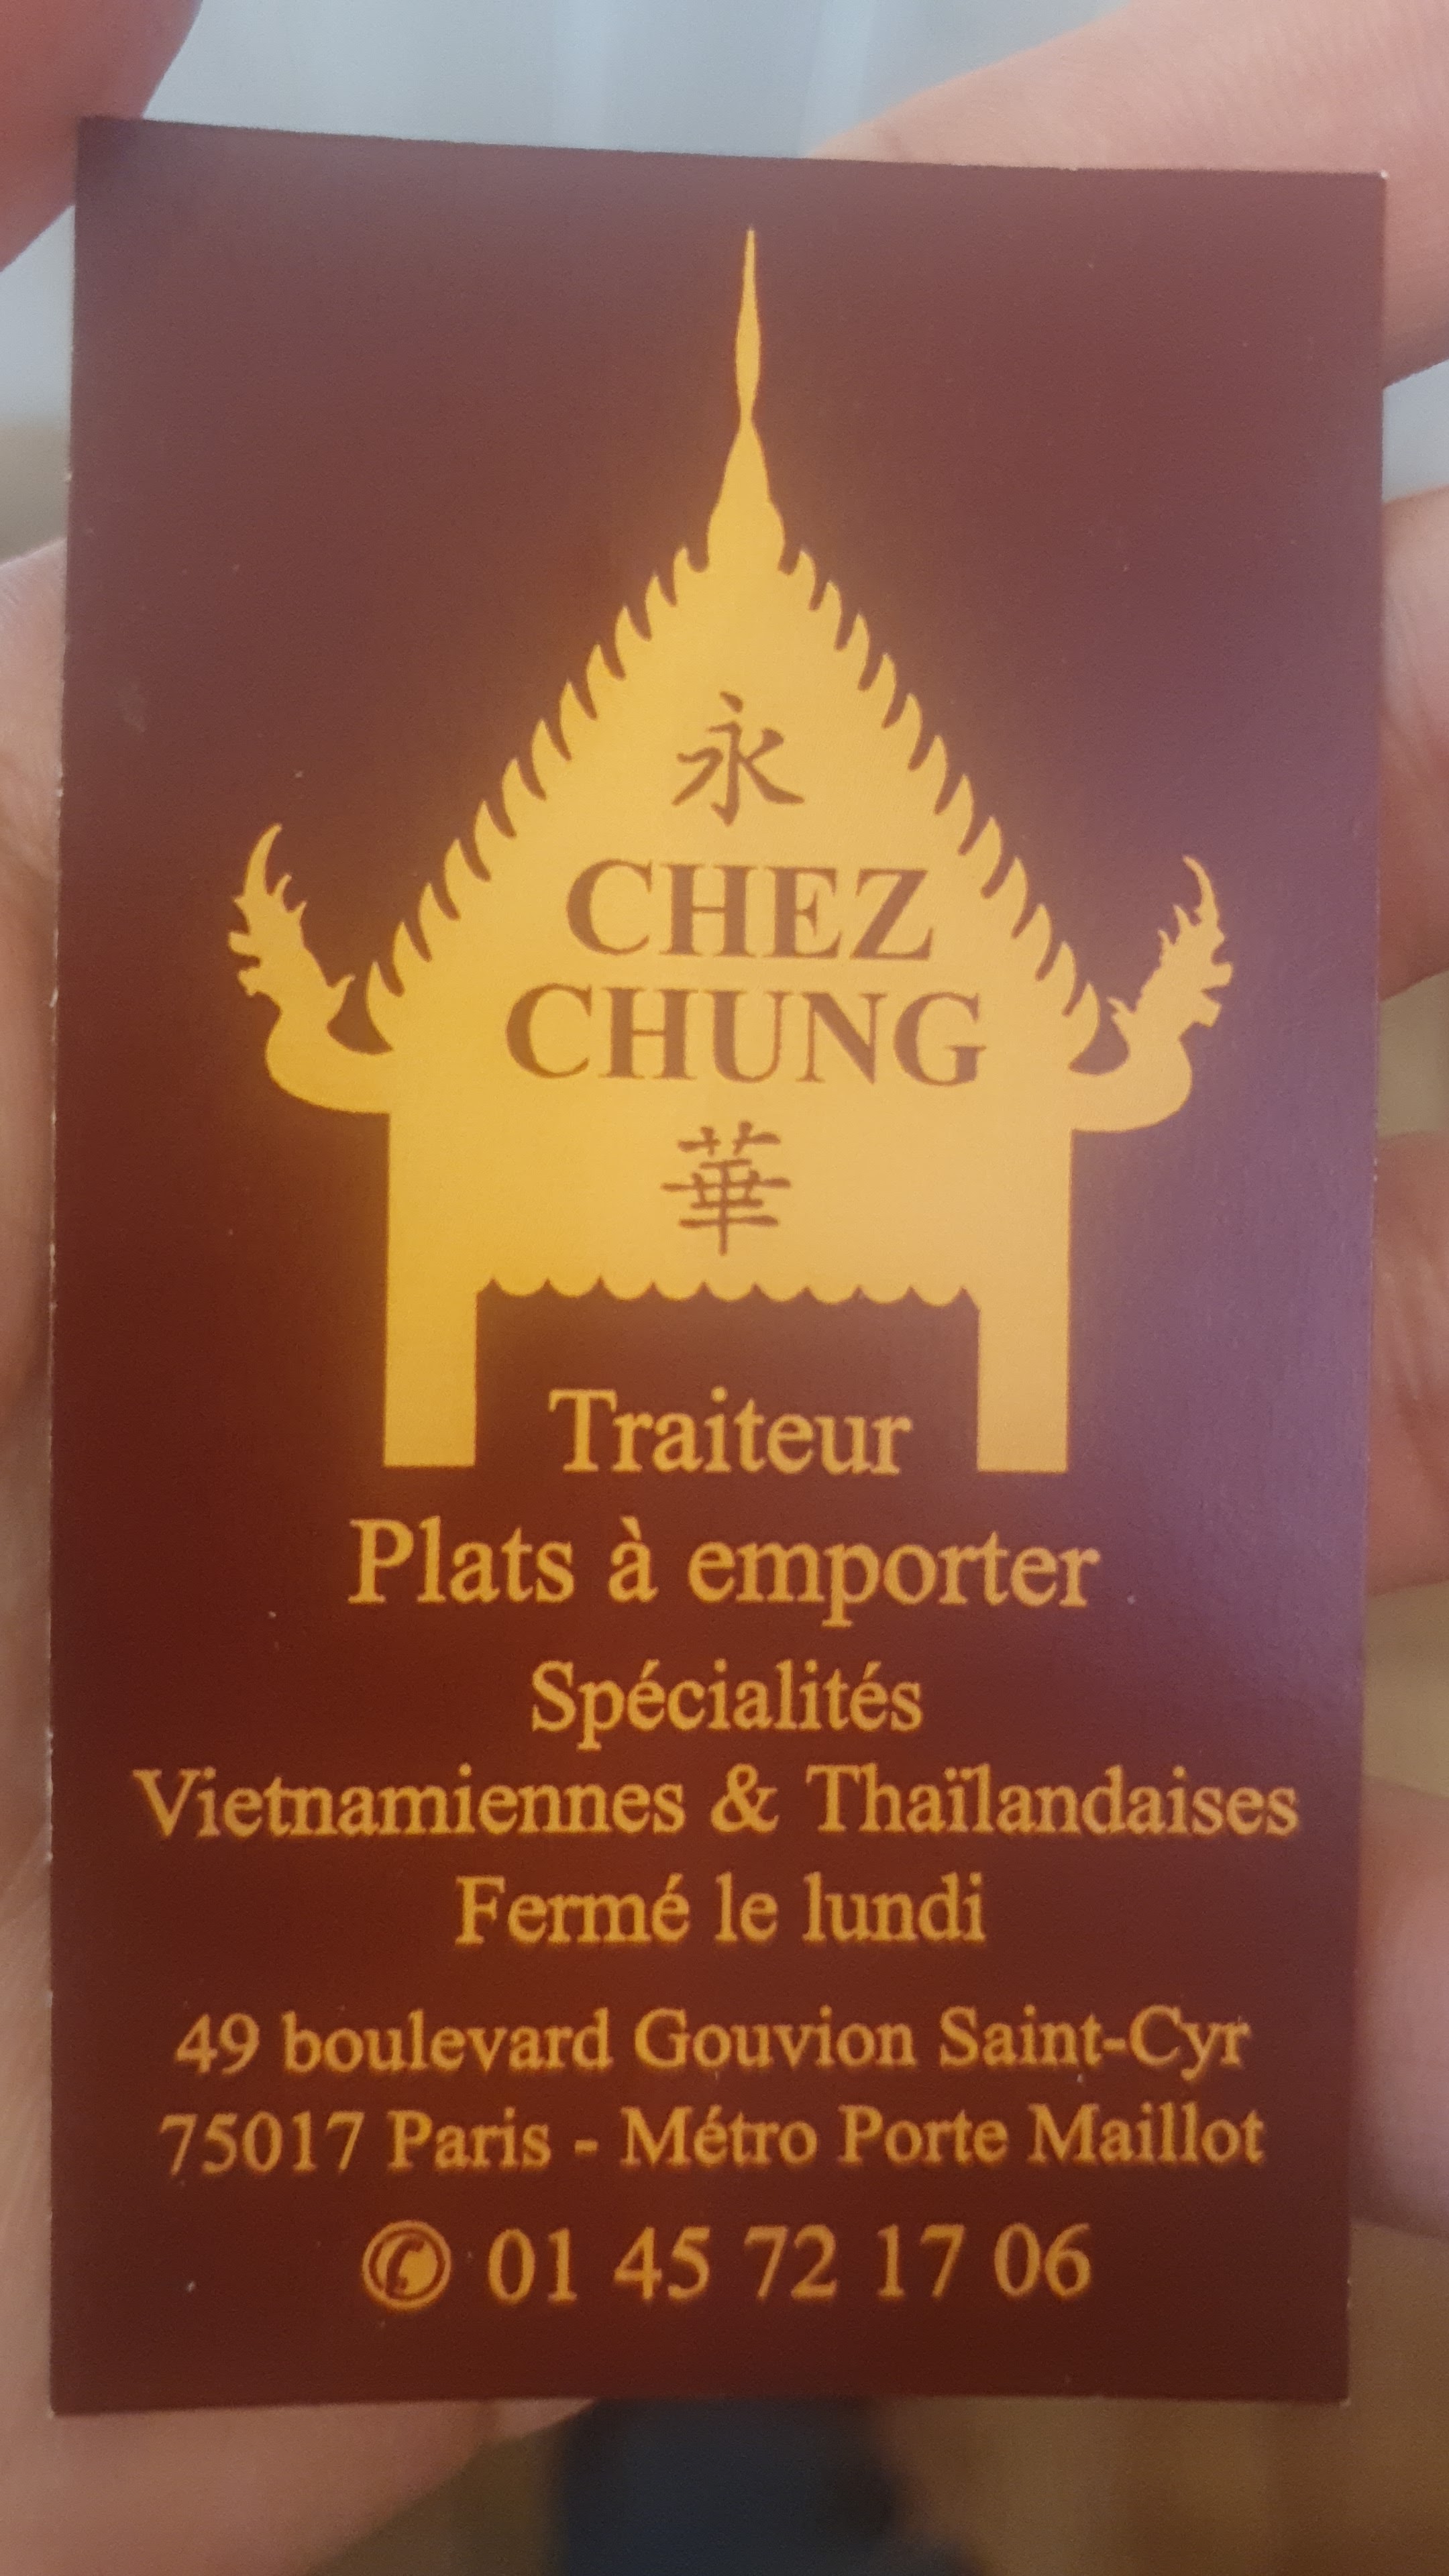 永
CHEZ
CHUNG
華
Traiteur
Plats à emporter
Spécialités
Vietnamiennes & Thaïlandaises
Fermé le lundi
49 boulevard Gouvion Saint-Cyr
75017 Paris - Métro Porte Maillot
✆ 01 45 72 17 06